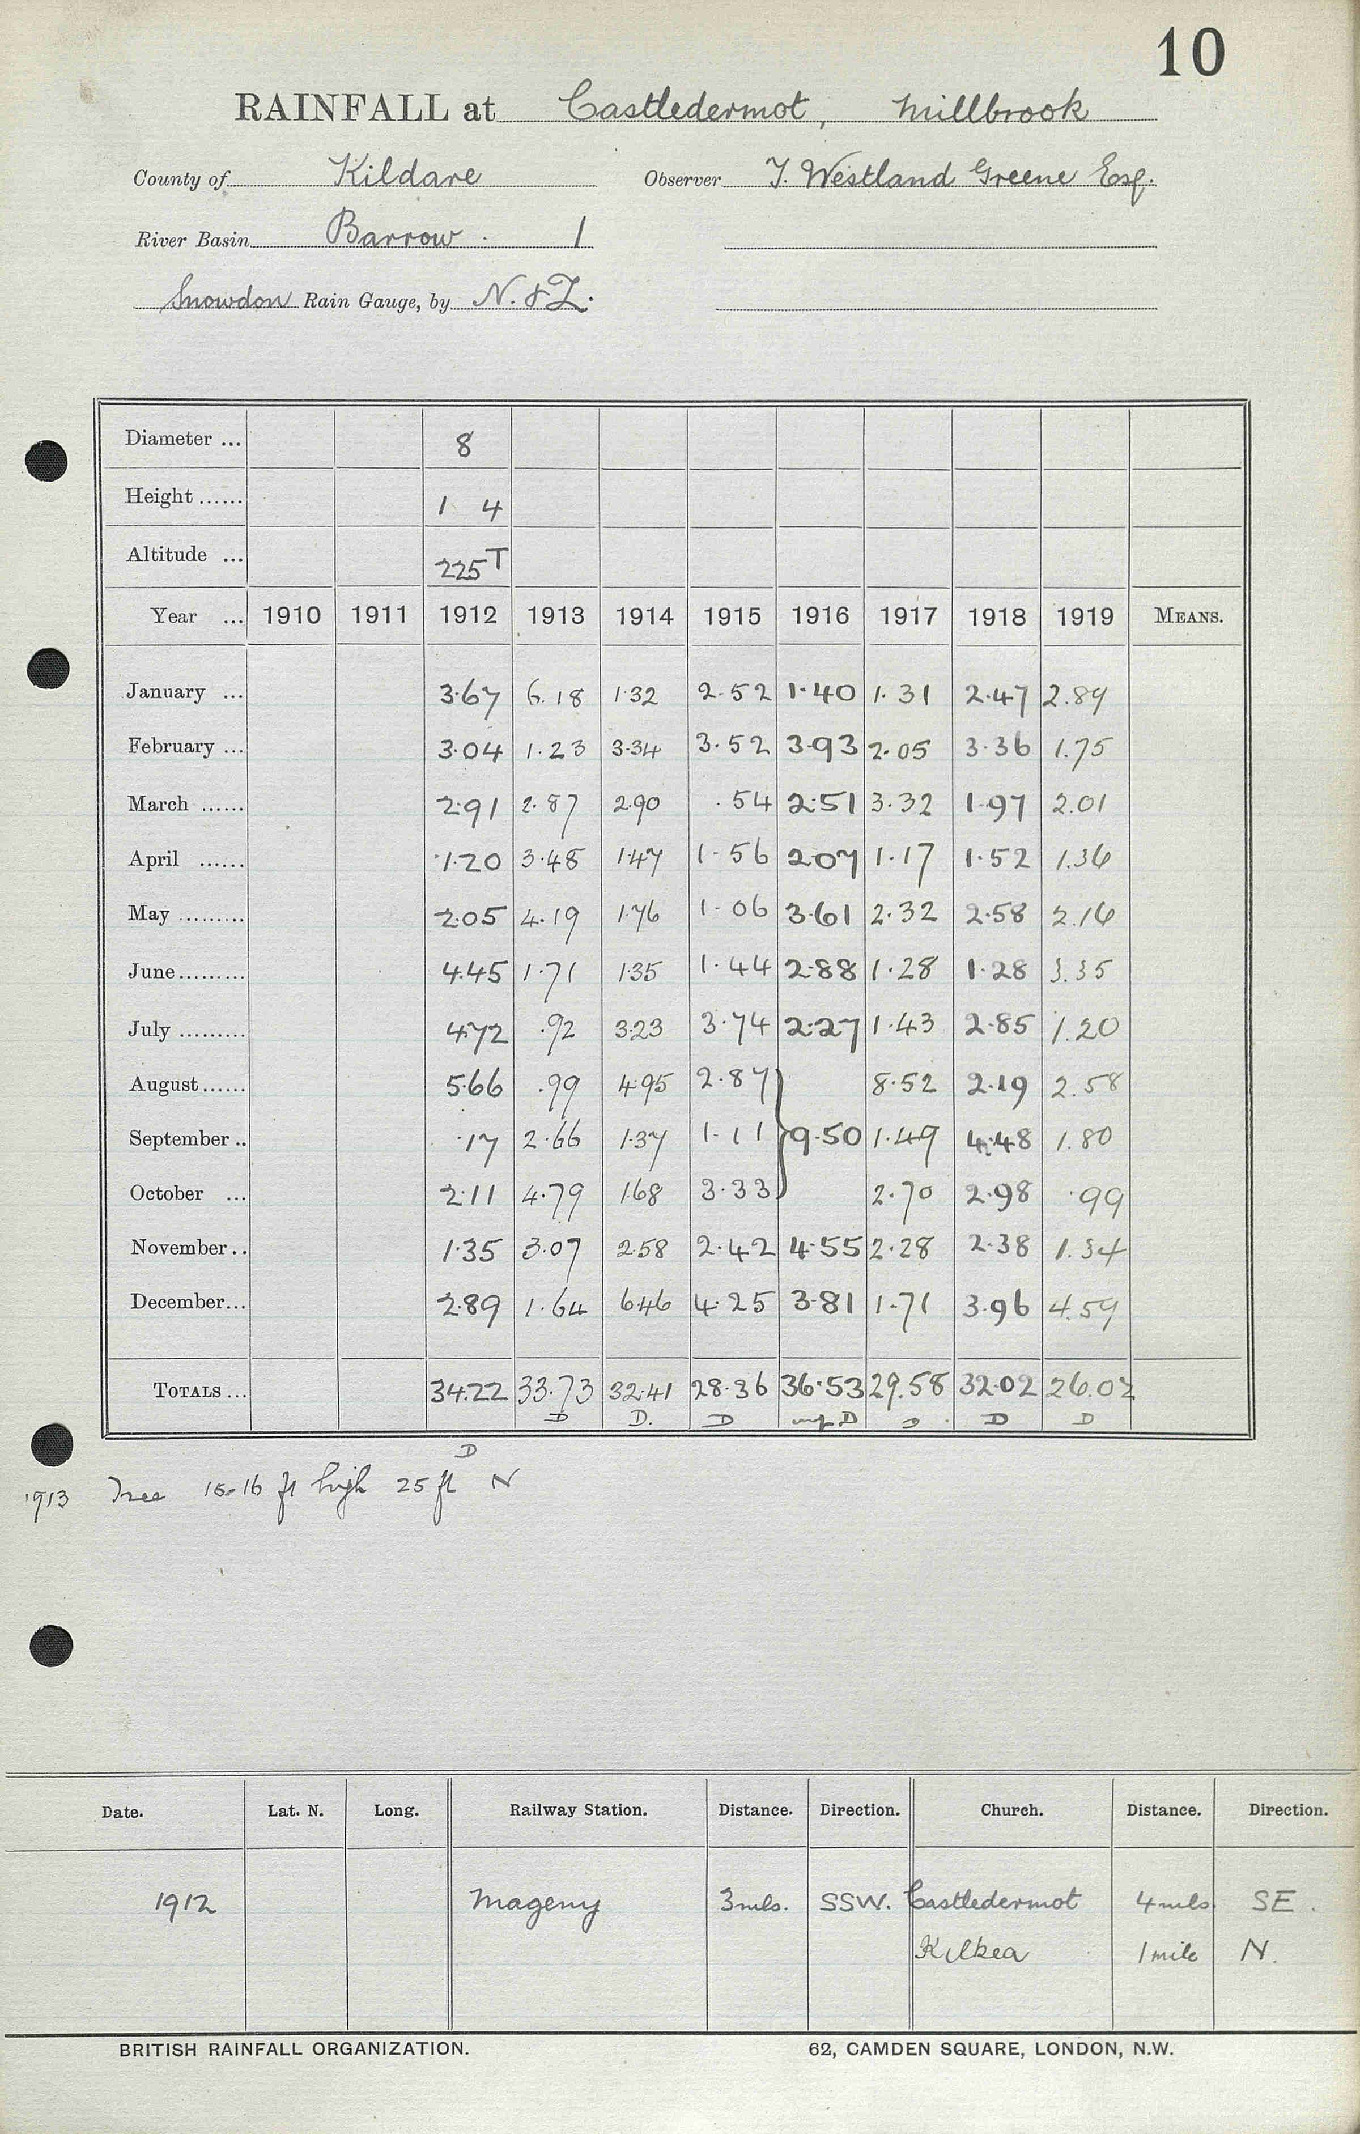 10
RAINFALL at Castledermot, Millbrook
County of Kildare Observer T. Westland Greene Esq.
River Basin Barrow. 1
Snowdon Rain Gauge, by N. & Z.
Diameter ... 8
Height ...... 1 4
Altitude ... 225 T
Year ... 1910 1911 1912 1913 1914 1915 1916 1917 1918 1919 MEANS.
January ... 3.67 6.18 1.32 2.52 1.40 1.31 2.47 2.89
February ... 3.04 1.23 3.34 3.52 3.93 2.05 3.36 1.75
March ...... 2.91 2.87 2.90 .54 2.51 3.32 1.97 2.01
April ...... 1.20 3.48 1.47 1.56 2.07 1.17 1.52 1.36
May ......... 2.05 4.19 1.76 1.06 3.61 2.32 2.58 2.16
June......... 4.45 1.71 1.35 1.44 2.88 1.28 1.28 3.35
July ......... 4.72 .92 3.23 3.74 2.27 1.43 2.85 1.20
August...... 5.66 .99 4.95 2.87 8.52 2.19 2.58
September .. .17 2.66 1.37 1.11 } 9.50 1.49 4.48 1.80
October ... 2.11 4.79 1.68 3.33 2.70 2.98 .99
November.. 1.35 3.07 2.58 2.42 4.55 2.28 2.38 1.34
December... 2.89 1.64 6.46 4.25 3.81 1.71 3.96 4.59
TOTALS ... 34.22 33.73 32.41 28.36 36.53 29.58 32.02 26.02
D D. D D D D D
D
1913 Tree 15-16 ft high 25 ft N
Date. Lat. N. Long. Railway Station. Distance. Direction. Church. Distance. Direction.
1912 Mageny 3 mls. SSW. Castledermot 4 mls SE.
Kilkea 1 mile N.
BRITISH RAINFALL ORGANIZATION. 62, CAMDEN SQUARE, LONDON, N.W.